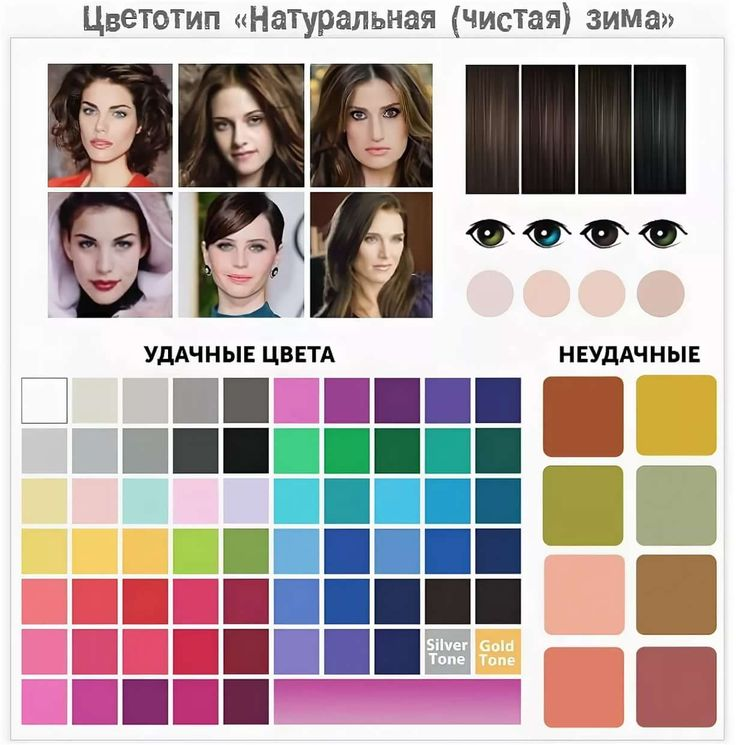 Цветотип «Натуральная (чистая) зима»
УДАЧНЫЕ ЦВЕТА
НЕУДАЧНЫЕ
Silver
Tone
Gold
Tone